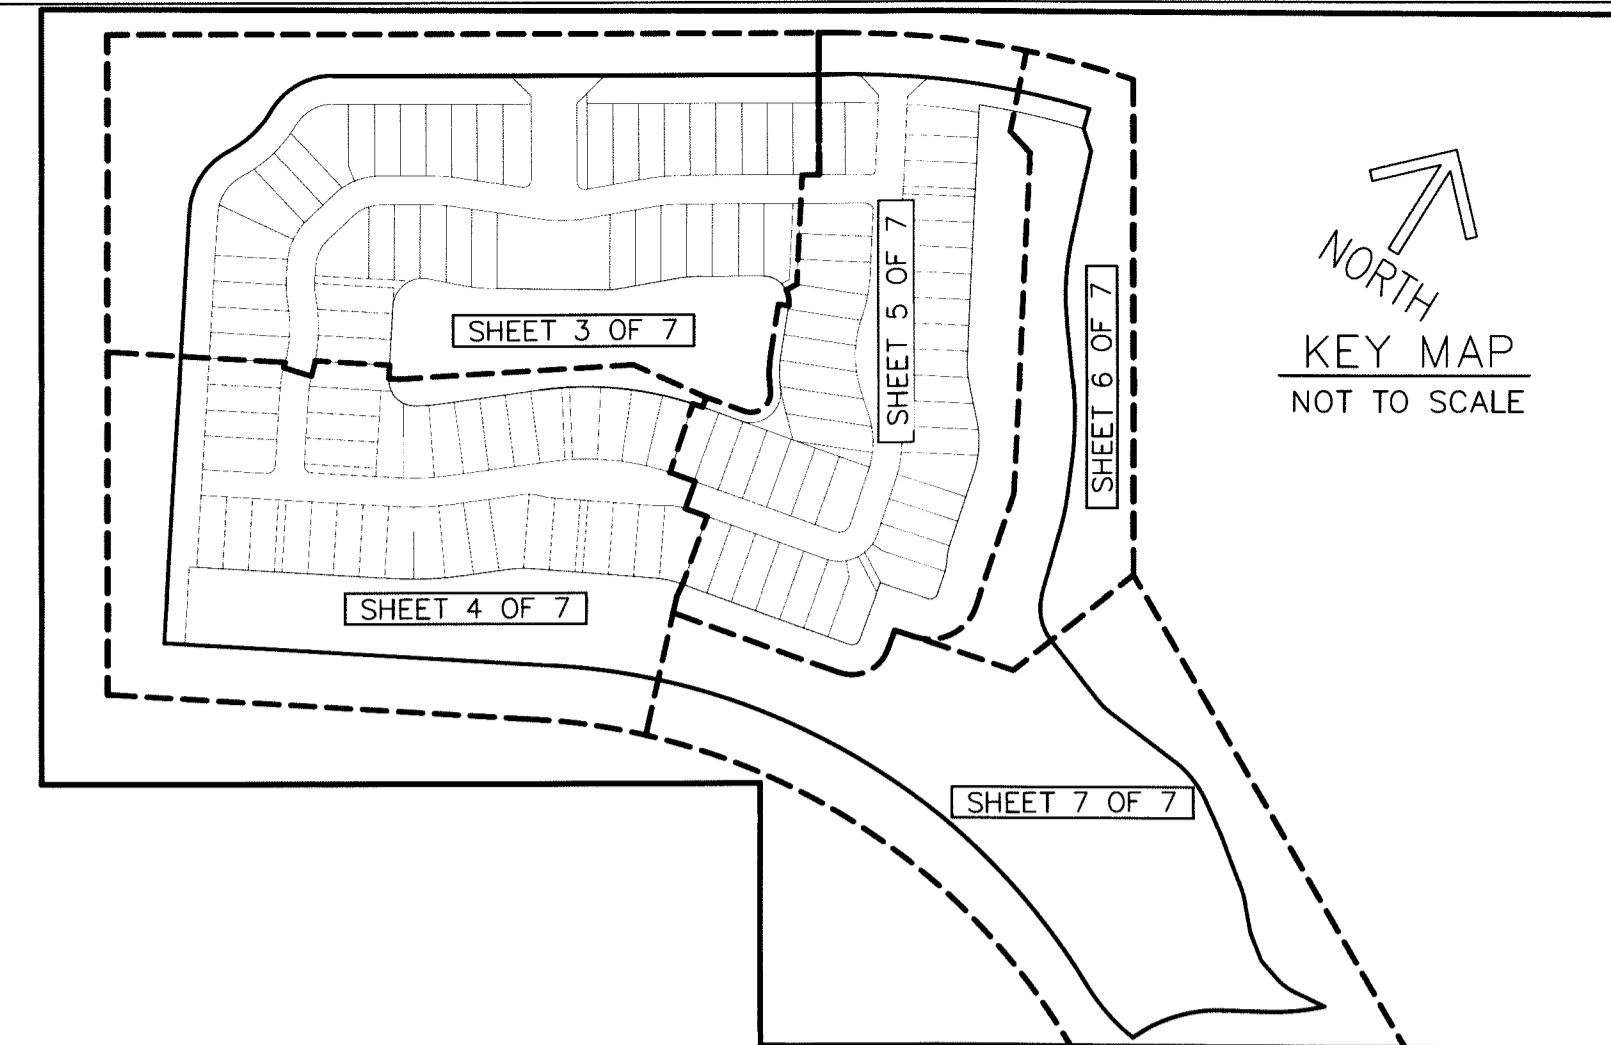 SHEET 3 OF 7
SHEET 5 OF 7
SHEET 6 OF 7
NORTH
KEY MAP
NOT TO SCALE
SHEET 4 OF 7
SHEET 7 OF 7